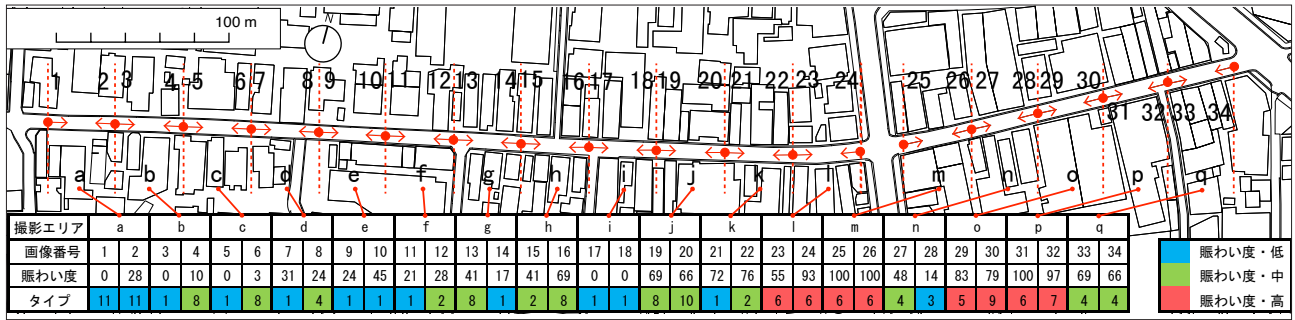 100 m
N
1 2 3 4 5 6 7 8 9 10 11 12 13 14 15 16 17 18 19 20 21 22 23 24 25 26 27 28 29 30
31 32 33 34
a b c d e f g h i j k l m n o p q
撮影エリア a b c d e f g h i j k l m n o p q
画像番号 1 2 3 4 5 6 7 8 9 10 11 12 13 14 15 16 17 18 19 20 21 22 23 24 25 26 27 28 29 30 31 32 33 34 賑わい度・低
賑わい度 0 28 0 10 0 3 31 24 24 45 21 28 41 17 41 69 0 0 69 66 72 76 55 93 100 100 48 14 83 79 100 97 69 66 賑わい度・中
タイプ 11 11 1 8 1 8 1 4 1 1 1 2 8 1 2 8 1 1 8 10 1 2 6 6 6 6 4 3 5 9 6 7 4 4 賑わい度・高